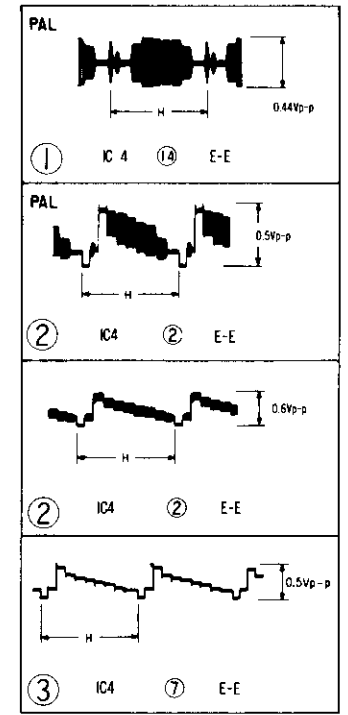 PAL
H
0.44Vp-p
① IC 4 ⑭ E-E
PAL
0.5Vp-p
H
② IC4 ② E-E
0.6Vp-p
H
② IC4 ② E-E
0.5Vp-p
H
③ IC4 ⑦ E-E